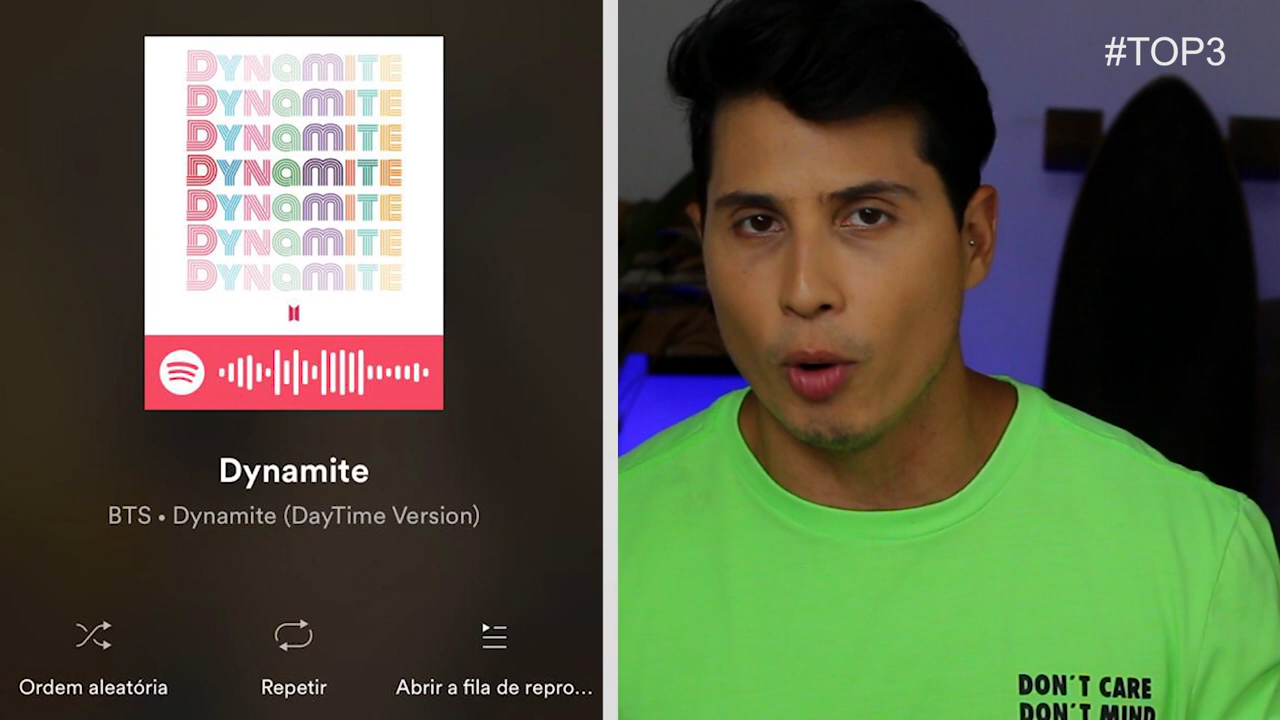 DYNAMITE
DYNAMITE
DYNAMITE
DYNAMITE
DYNAMITE
DYNAMITE
DYNAMITE
Dynamite
BTS • Dynamite (DayTime Version)
Ordem aleatória
Repetir
Abrir a fila de repro...
#TOP3
DON´T CARE
DON´T MIND